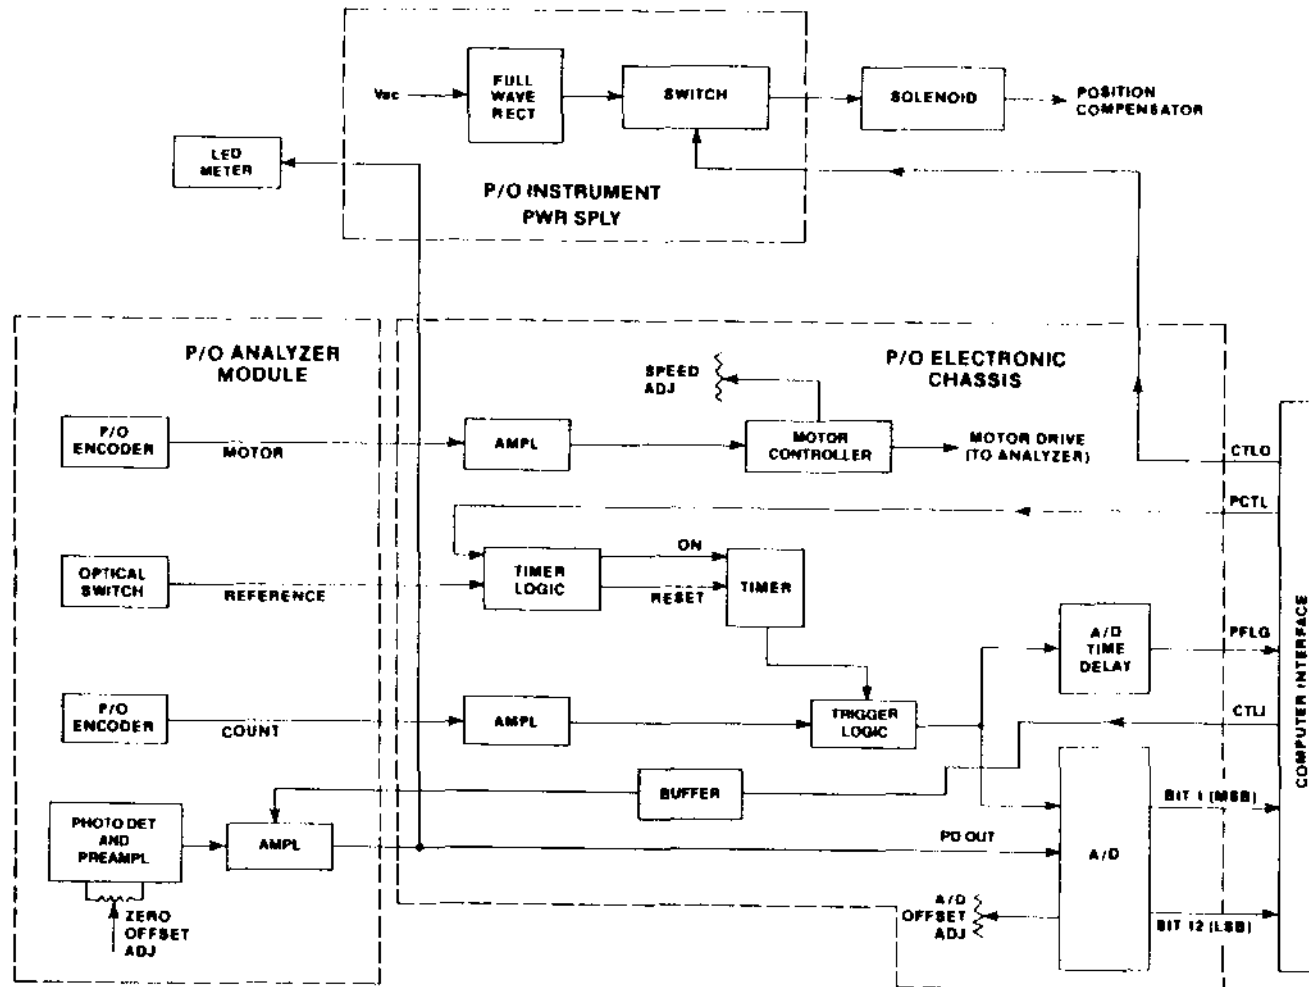 Vac
FULL
WAVE
RECT
SWITCH
SOLENOID
POSITION
COMPENSATOR
LED
METER
P/O INSTRUMENT
PWR SPLY
P/O ANALYZER
MODULE
P/O ELECTRONIC
CHASSIS
SPEED
ADJ
P/O
ENCODER
MOTOR
AMPL
MOTOR
CONTROLLER
MOTOR DRIVE
(TO ANALYZER)
CTLO
PCTL
OPTICAL
SWITCH
REFERENCE
TIMER
LOGIC
ON
RESET
TIMER
A/D
TIME
DELAY
PFLG
COMPUTER INTERFACE
P/O
ENCODER
COUNT
AMPL
TRIGGER
LOGIC
CTLI
BUFFER
BIT 1 (MSB)
PHOTO DET
AND
PREAMPL
AMPL
PD OUT
A/D
ZERO
OFFSET
ADJ
A/D
OFFSET
ADJ
BIT 12 (LSB)